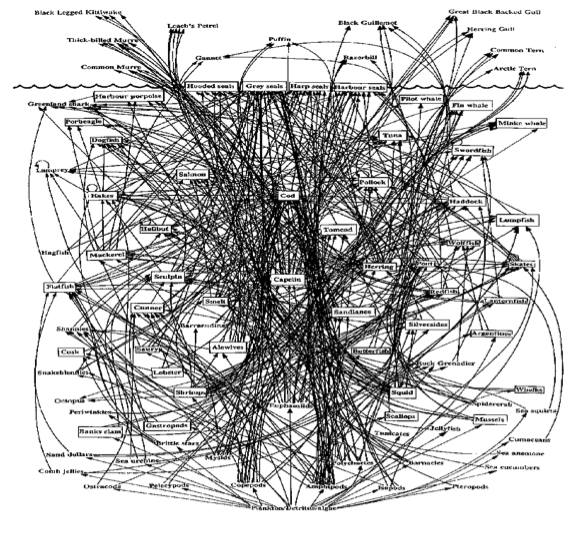 Black Legged Kittiwake
Leach's Petrel
Thick-billed Murre
Common Murre
Gannet
Puffin
Razorbill
Black Guillemot
Great Black Backed Gull
Herring Gull
Common Tern
Arctic Tern
Hooded seals
Grey seals
Harp seals
Harbour seals
Pilot whale
Fin whale
Minke whale
Harbour porpoise
Greenland shark
Porbeagle
Dogfish
Tuna
Swordfish
Lamprey
Salmon
Pollock
Hakes
Cod
Haddock
Lumpfish
Halibut
Tomcod
Wolffish
Hagfish
Mackerel
Herring
Pout
Skates
Sculpin
Capelin
Flatfish
Redfish
Lanternfish
Cunner
Smelt
Sandlance
Shannies
Barracudina
Silversides
Argentines
Cusk
Saury
Alewives
Butterfish
Rock Grenadier
Snakeblennies
Lobster
Shrimps
Squid
Whelks
Octopus
Euphausiids
Spidercrab
Periwinkles
Sea squirts
Scallops
Mussels
Banks clam
Gastropods
Tunicates
Jellyfish
Brittle stars
Cumaceans
Sand dollars
Sea urchins
Mysids
Polychaetes
Barnacles
Sea anemone
Comb jellies
Sea cucumbers
Ostracods
Pelecypods
Copepods
Amphipods
Isopods
Pteropods
Plankton/Detritus/algae